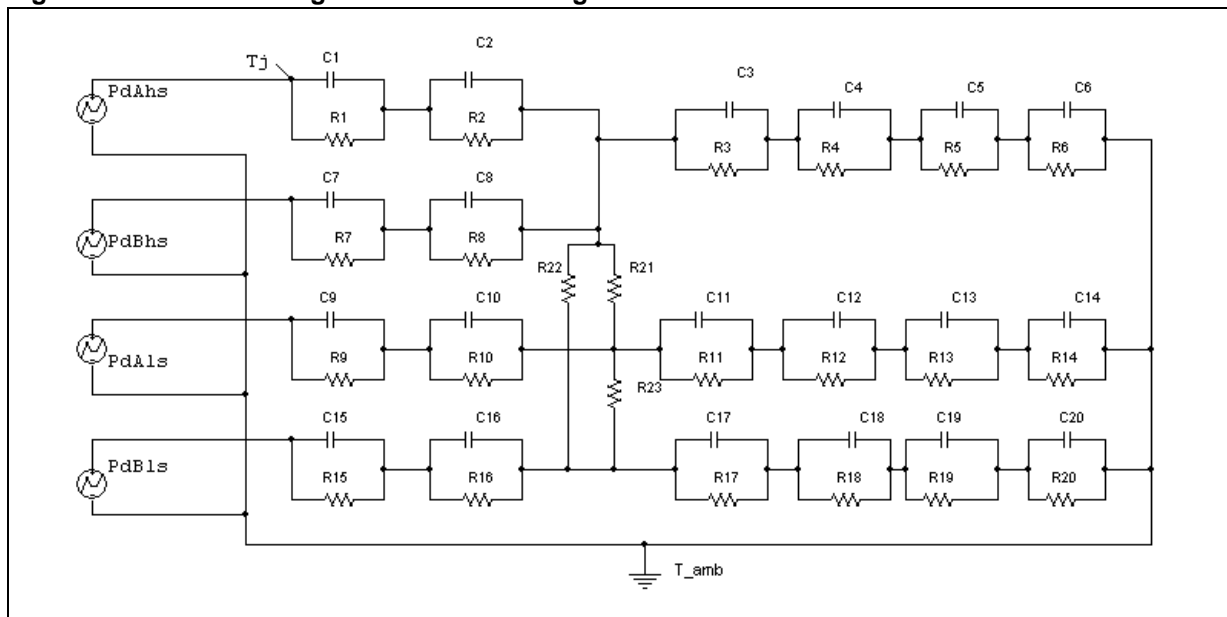 Tj
C1
C2
C3
C4
C5
C6
PdAhs
R1
R2
R3
R4
R5
R6
C7
C8
PdBhs
R7
R8
R22
R21
C9
C10
C11
C12
C13
C14
PdAls
R9
R10
R11
R12
R13
R14
R23
C15
C16
C17
C18
C19
C20
PdBls
R15
R16
R17
R18
R19
R20
T_amb